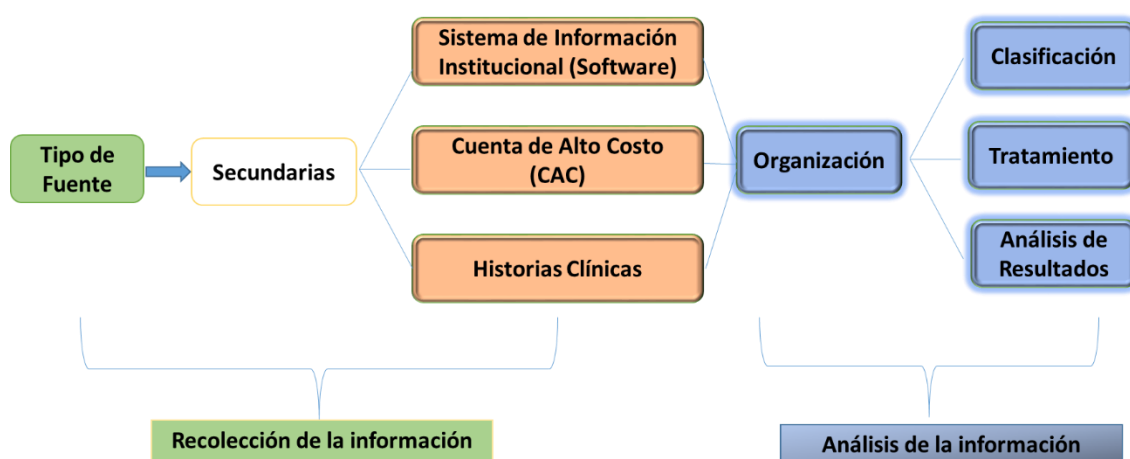 Tipo de
Fuente
Secundarias
Sistema de Información
Institucional (Software)
Cuenta de Alto Costo
(CAC)
Historias Clínicas
Organización
Clasificación
Tratamiento
Análisis de
Resultados
Recolección de la información
Análisis de la información